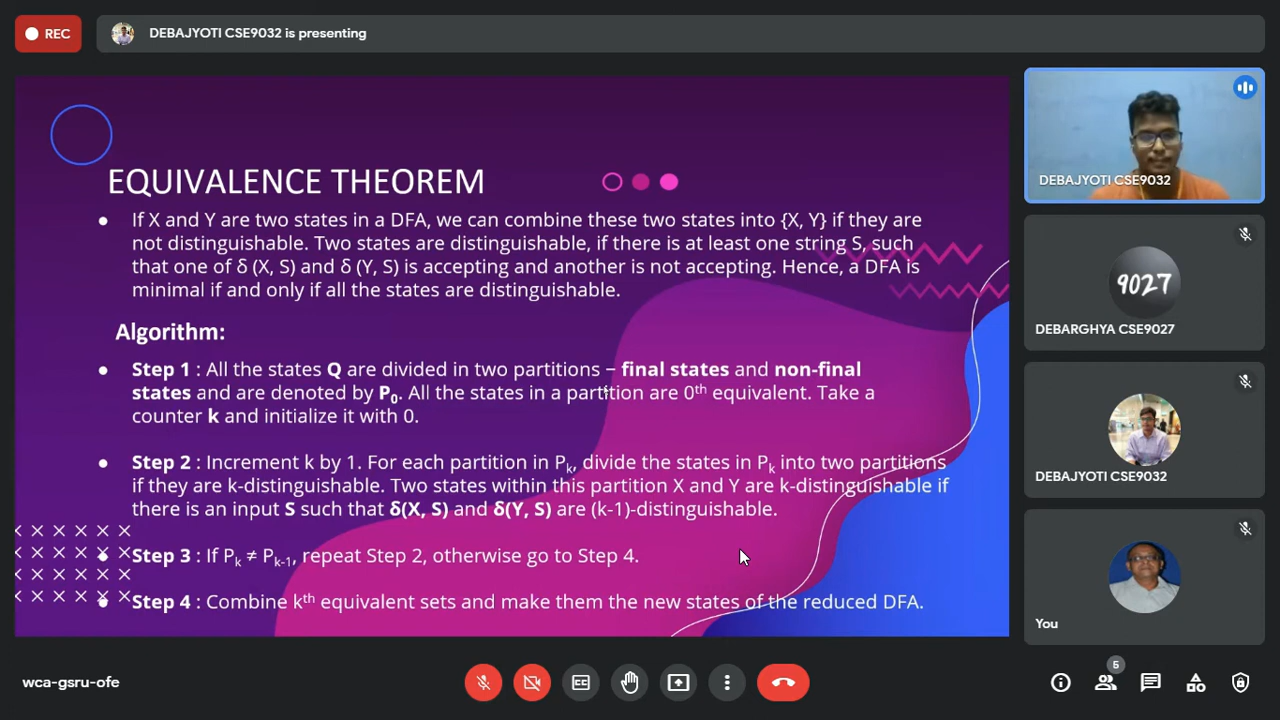 REC
DEBAJYOTI CSE9032 is presenting
EQUIVALENCE THEOREM
● If X and Y are two states in a DFA, we can combine these two states into {X, Y} if they are
not distinguishable. Two states are distinguishable, if there is at least one string S, such
that one of δ (X, S) and δ (Y, S) is accepting and another is not accepting. Hence, a DFA is
minimal if and only if all the states are distinguishable.
Algorithm:
● Step 1 : All the states Q are divided in two partitions − final states and non-final
states and are denoted by P₀. All the states in a partition are 0ᵗʰ equivalent. Take a
counter k and initialize it with 0.
● Step 2 : Increment k by 1. For each partition in Pₖ, divide the states in Pₖ into two partitions
if they are k-distinguishable. Two states within this partition X and Y are k-distinguishable if
there is an input S such that δ(X, S) and δ(Y, S) are (k-1)-distinguishable.
● Step 3 : If Pₖ ≠ Pₖ₋₁, repeat Step 2, otherwise go to Step 4.
● Step 4 : Combine kᵗʰ equivalent sets and make them the new states of the reduced DFA.
DEBAJYOTI CSE9032
9027
DEBARGHYA CSE9027
DEBAJYOTI CSE9032
You
wca-gsru-ofe
CC
5